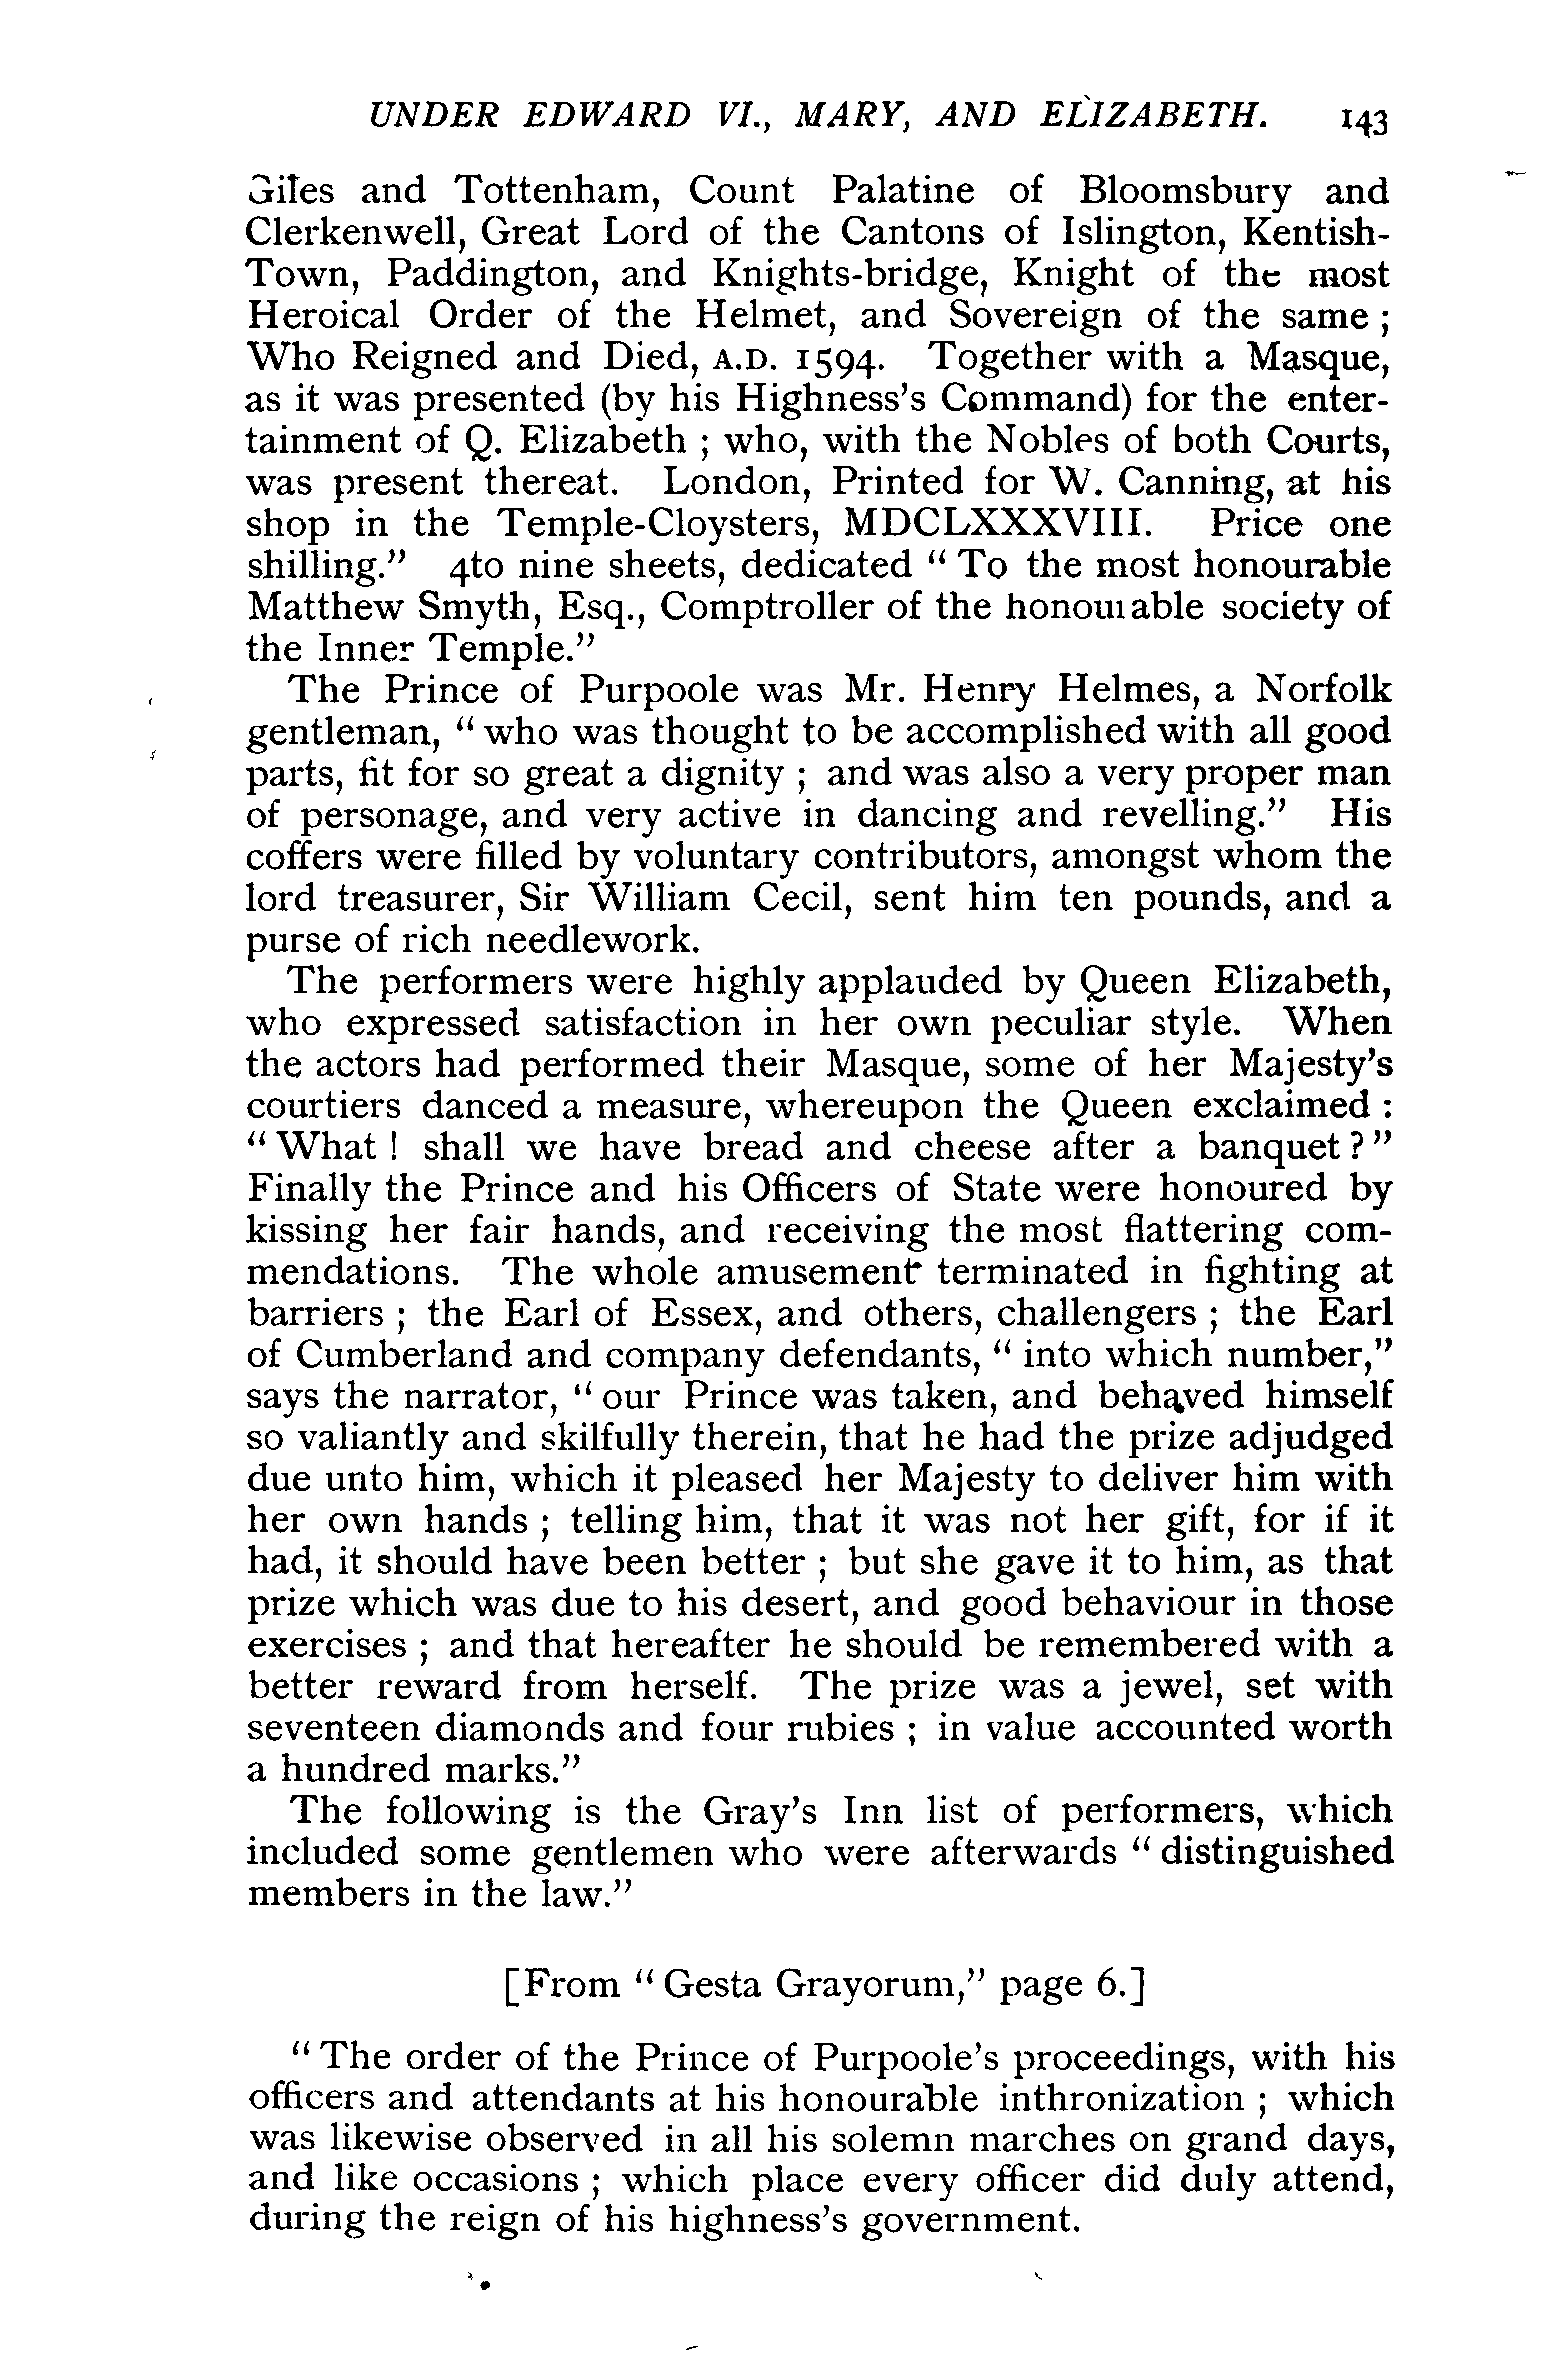 UNDER EDWARD VI., MARY, AND ELIZABETH. 143
Giles and Tottenham, Count Palatine of Bloomsbury and
Clerkenwell, Great Lord of the Cantons of Islington, Kentish-
Town, Paddington, and Knights-bridge, Knight of the most
Heroical Order of the Helmet, and Sovereign of the same ;
Who Reigned and Died, A.D. 1594. Together with a Masque,
as it was presented (by his Highness's Command) for the enter-
tainment of Q. Elizabeth ; who, with the Nobles of both Courts,
was present thereat. London, Printed for W. Canning, at his
shop in the Temple-Cloysters, MDCLXXXVIII. Price one
shilling." 4to nine sheets, dedicated " To the most honourable
Matthew Smyth, Esq., Comptroller of the honourable society of
the Inner Temple."
The Prince of Purpoole was Mr. Henry Helmes, a Norfolk
gentleman, " who was thought to be accomplished with all good
parts, fit for so great a dignity ; and was also a very proper man
of personage, and very active in dancing and revelling." His
coffers were filled by voluntary contributors, amongst whom the
lord treasurer, Sir William Cecil, sent him ten pounds, and a
purse of rich needlework.
The performers were highly applauded by Queen Elizabeth,
who expressed satisfaction in her own peculiar style. When
the actors had performed their Masque, some of her Majesty's
courtiers danced a measure, whereupon the Queen exclaimed :
" What ! shall we have bread and cheese after a banquet ? "
Finally the Prince and his Officers of State were honoured by
kissing her fair hands, and receiving the most flattering com-
mendations. The whole amusement terminated in fighting at
barriers ; the Earl of Essex, and others, challengers ; the Earl
of Cumberland and company defendants, " into which number,"
says the narrator, " our Prince was taken, and behaved himself
so valiantly and skilfully therein, that he had the prize adjudged
due unto him, which it pleased her Majesty to deliver him with
her own hands ; telling him, that it was not her gift, for if it
had, it should have been better ; but she gave it to him, as that
prize which was due to his desert, and good behaviour in those
exercises ; and that hereafter he should be remembered with a
better reward from herself. The prize was a jewel, set with
seventeen diamonds and four rubies ; in value accounted worth
a hundred marks."
The following is the Gray's Inn list of performers, which
included some gentlemen who were afterwards " distinguished
members in the law."
[From " Gesta Grayorum," page 6.]
" The order of the Prince of Purpoole's proceedings, with his
officers and attendants at his honourable inthronization ; which
was likewise observed in all his solemn marches on grand days,
and like occasions ; which place every officer did duly attend,
during the reign of his highness's government.